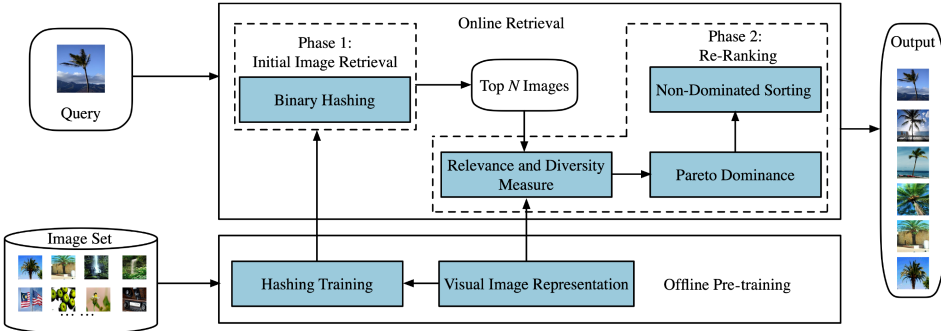 Online Retrieval
Phase 1:
Initial Image Retrieval
Binary Hashing
Top N Images
Phase 2:
Re-Ranking
Non-Dominated Sorting
Relevance and Diversity
Measure
Pareto Dominance
Query
Output
Image Set
... ...
Hashing Training
Visual Image Representation
Offline Pre-training